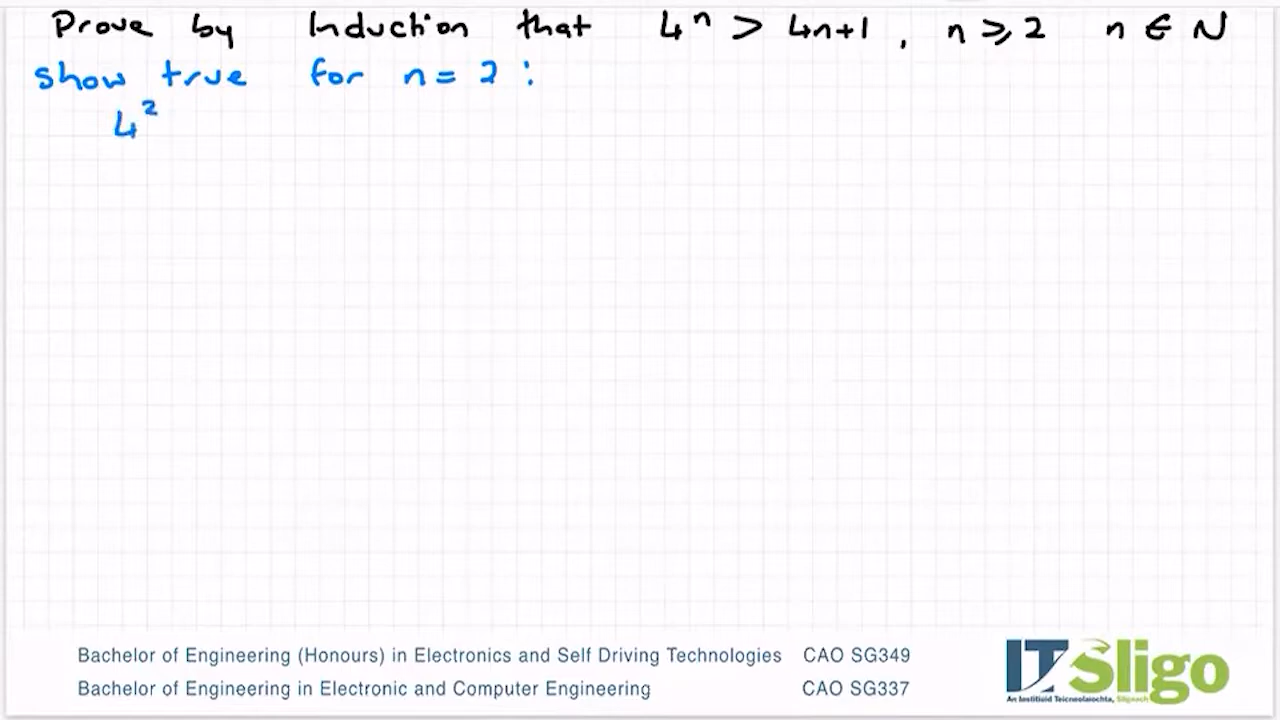 Prove by Induction that 4ⁿ > 4n+1, n ⩾ 2 n ∈ N
show true for n = 2 :
4²
Bachelor of Engineering (Honours) in Electronics and Self Driving Technologies CAO SG349
Bachelor of Engineering in Electronic and Computer Engineering CAO SG337
IT Sligo
An Institiúid Teicneolaíochta, Sligeach